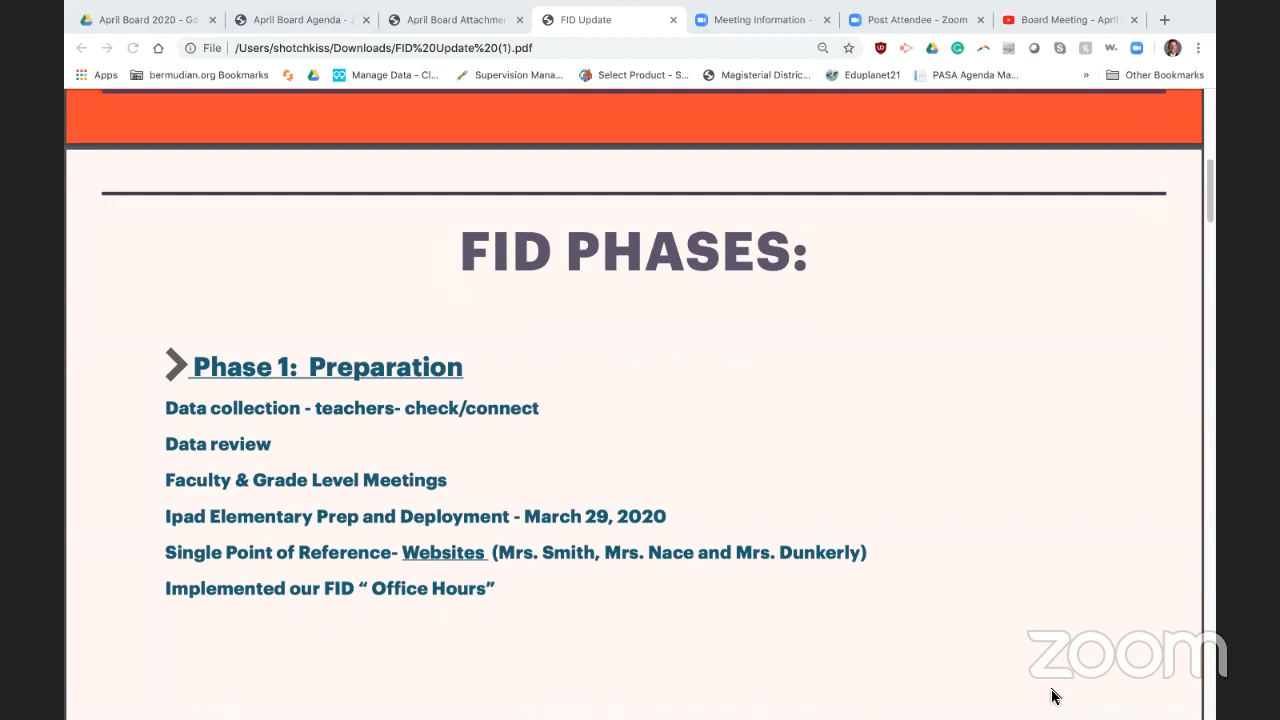 April Board 2020 - Go
April Board Agenda -
April Board Attachmen
FID Update
Meeting Information -
Post Attendee - Zoom
Board Meeting - April
File | /Users/shotchkiss/Downloads/FID%20Update%20(1).pdf
Apps
bermudian.org Bookmarks
Manage Data - Cl...
Supervision Mana...
Select Product - S...
Magisterial Distric...
Eduplanet21
PASA Agenda Ma...
»
Other Bookmarks
FID PHASES:
Phase 1: Preparation
Data collection - teachers- check/connect
Data review
Faculty & Grade Level Meetings
Ipad Elementary Prep and Deployment - March 29, 2020
Single Point of Reference- Websites (Mrs. Smith, Mrs. Nace and Mrs. Dunkerly)
Implemented our FID “ Office Hours”
zoom